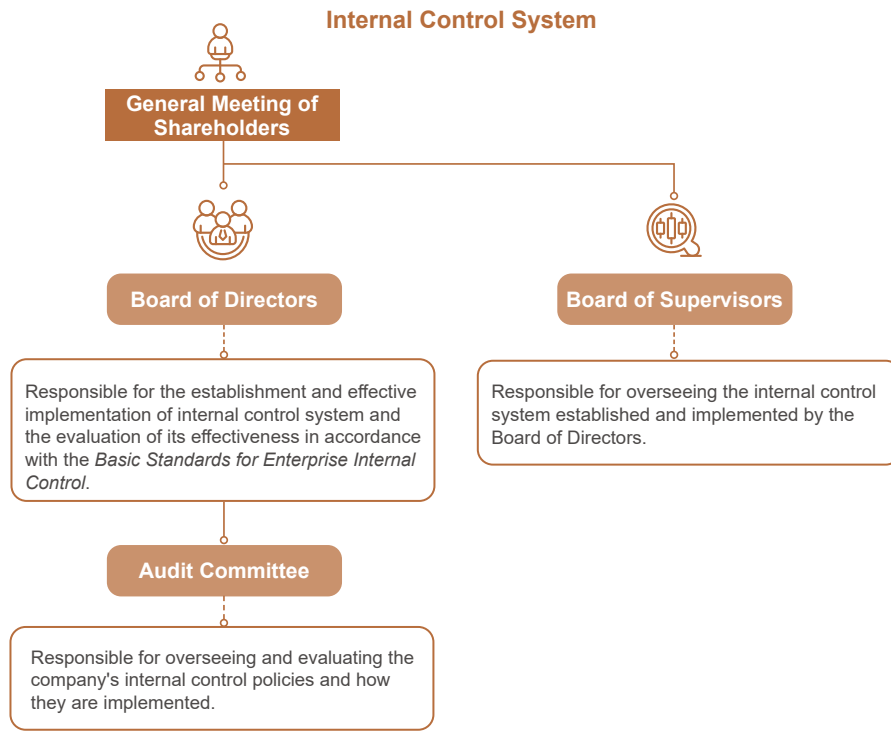 Internal Control System
General Meeting of
Shareholders
Board of Directors
Responsible for the establishment and effective
implementation of internal control system and
the evaluation of its effectiveness in accordance
with the Basic Standards for Enterprise Internal
Control.
Audit Committee
Responsible for overseeing and evaluating the
company's internal control policies and how
they are implemented.
Board of Supervisors
Responsible for overseeing the internal control
system established and implemented by the
Board of Directors.